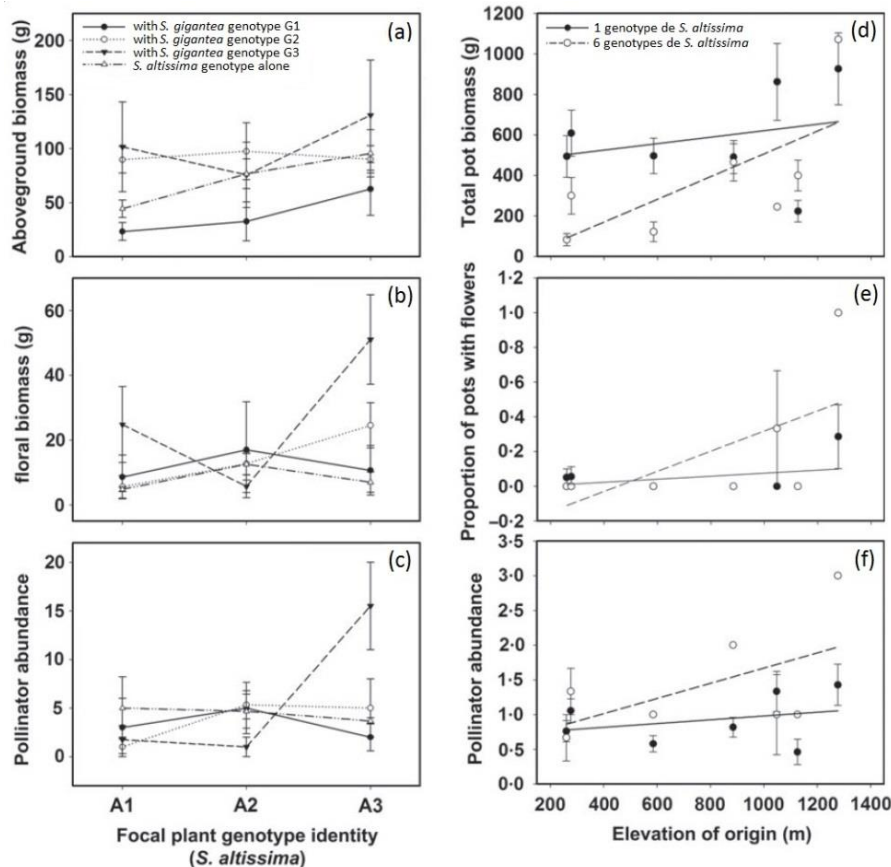 with S. gigantea genotype G1
with S. gigantea genotype G2
with S. gigantea genotype G3
S. altissima genotype alone
(a)
Aboveground biomass (g)
200
150
100
50
0
(b)
floral biomass (g)
60
40
20
0
(c)
Pollinator abundance
20
15
10
5
0
A1 A2 A3
Focal plant genotype identity
(S. altissima)
1 genotype de S. altissima
6 genotypes de S. altissima
(d)
Total pot biomass (g)
1200
1000
800
600
400
200
0
(e)
Proportion of pots with flowers
1·2
1·0
0·8
0·6
0·4
0·2
0·0
–0·2
(f)
Pollinator abundance
3·5
3·0
2·5
2·0
1·5
1·0
0·5
0·0
200 400 600 800 1000 1200 1400
Elevation of origin (m)